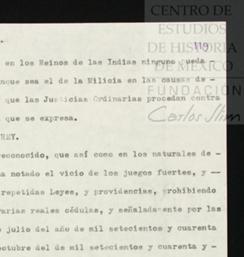 CENTRO DE
ESTUDIOS
DE HISTORIA
DE MÉXICO
FUNDACIÓN
Carlos Slim
110
en los Reinos de las Indias ninguno pueda
nque sea el de la Milicia en las causas de-
que las Justicias Ordinarias procedan contra
que se expresa.
REY.
econocido, que así como en los naturales de-
a notado el vicio de los juegos fuertes, y --
repetidas Leyes, y providencias, prohibiendo
arias reales cédulas, y señaladamente por las
julio del año de mil setecientos y cuarenta
octubre del de mil setecientos y cuarenta y-